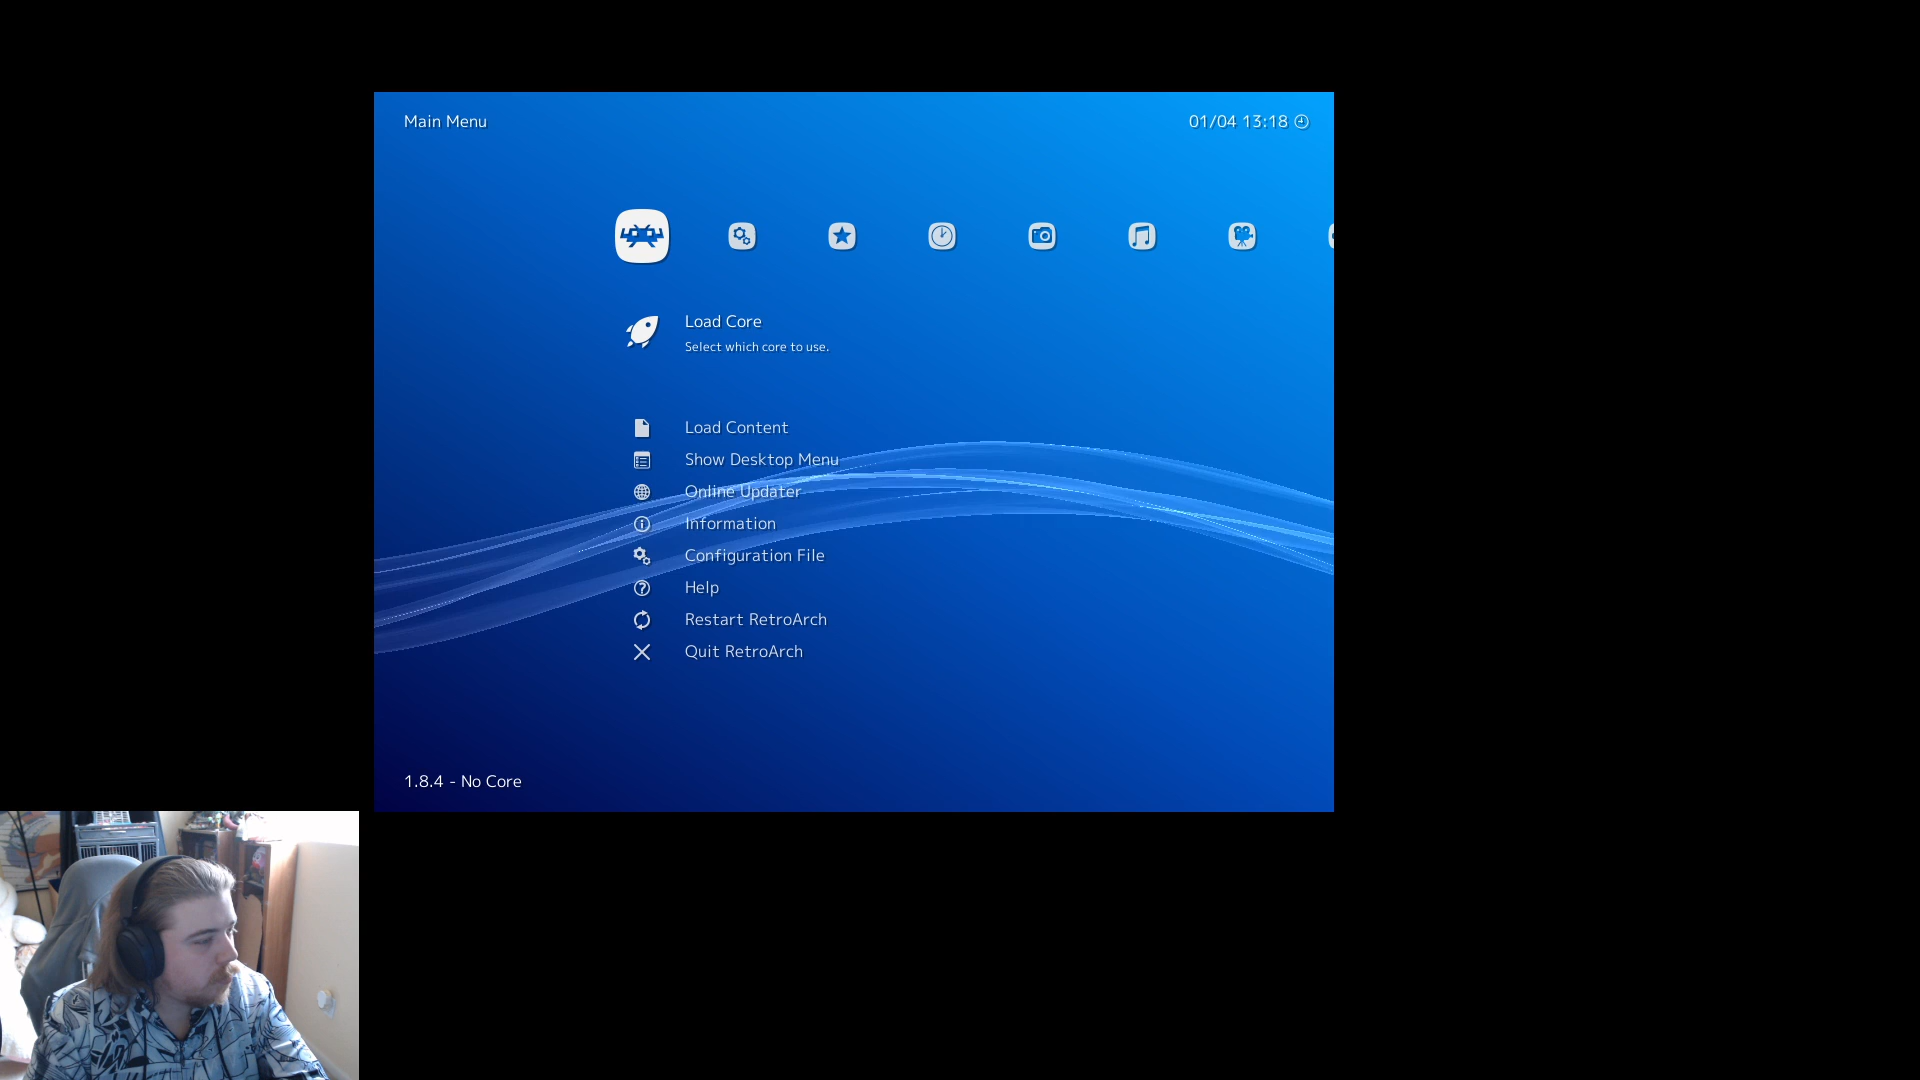 Main Menu
01/04 13:18
Load Core
Select which core to use.
Load Content
Show Desktop Menu
Online Updater
Information
Configuration File
Help
Restart RetroArch
Quit RetroArch
1.8.4 - No Core